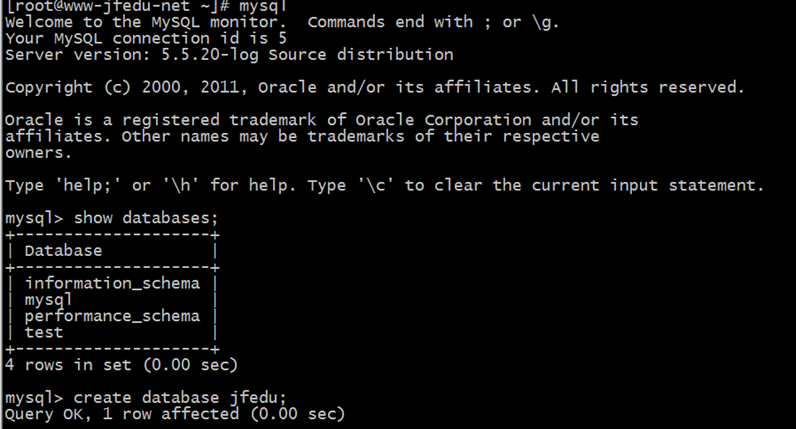 [root@www-jfedu-net ~]# mysql
Welcome to the MySQL monitor.  Commands end with ; or \g.
Your MySQL connection id is 5
Server version: 5.5.20-log Source distribution
Copyright (c) 2000, 2011, Oracle and/or its affiliates. All rights reserved.
Oracle is a registered trademark of Oracle Corporation and/or its
affiliates. Other names may be trademarks of their respective
owners.
Type 'help;' or '\h' for help. Type '\c' to clear the current input statement.
mysql> show databases;
+--------------------+
| Database           |
+--------------------+
| information_schema |
| mysql              |
| performance_schema |
| test               |
+--------------------+
4 rows in set (0.00 sec)
mysql> create database jfedu;
Query OK, 1 row affected (0.00 sec)